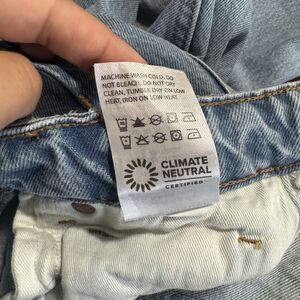 MACHINE WASH COLD, DO
NOT BLEACH, DO NOT DRY
CLEAN, TUMBLE DRY ON LOW
HEAT, IRON ON LOW HEAT
CLIMATE
NEUTRAL
CERTIFIED